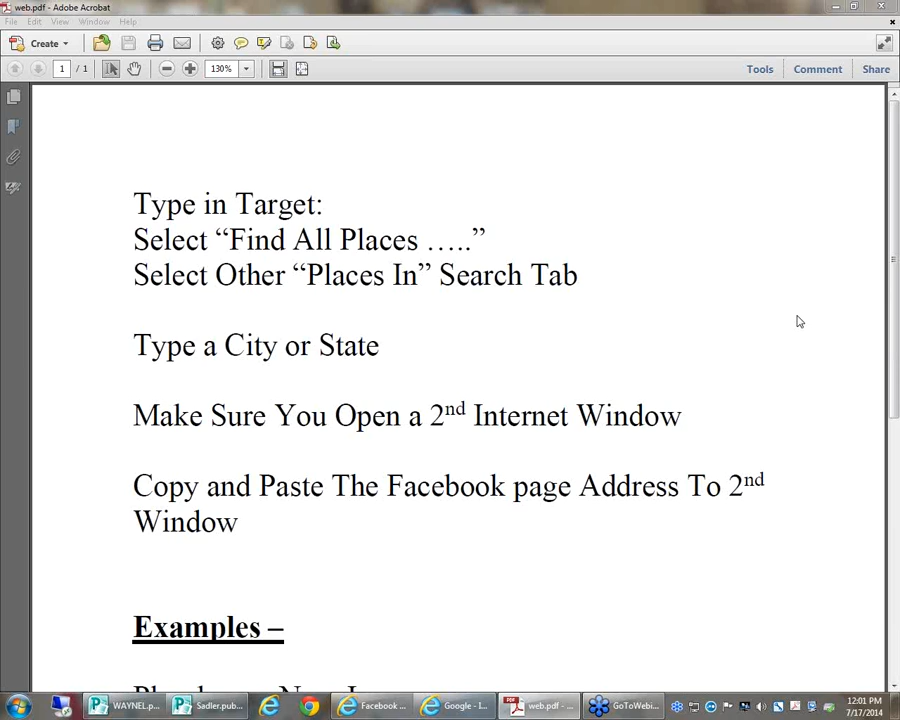 web.pdf - Adobe Acrobat
File Edit View Window Help
Create
1 / 1 130% Tools Comment Share
Type in Target:
Select “Find All Places …..”
Select Other “Places In” Search Tab
Type a City or State
Make Sure You Open a 2nd Internet Window
Copy and Paste The Facebook page Address To 2nd
Window
Examples –
WAYNEL.p... Sadler.pub... Facebook ... Google - I... web.pdf - ... GoToWebi... 12:01 PM
7/17/2014